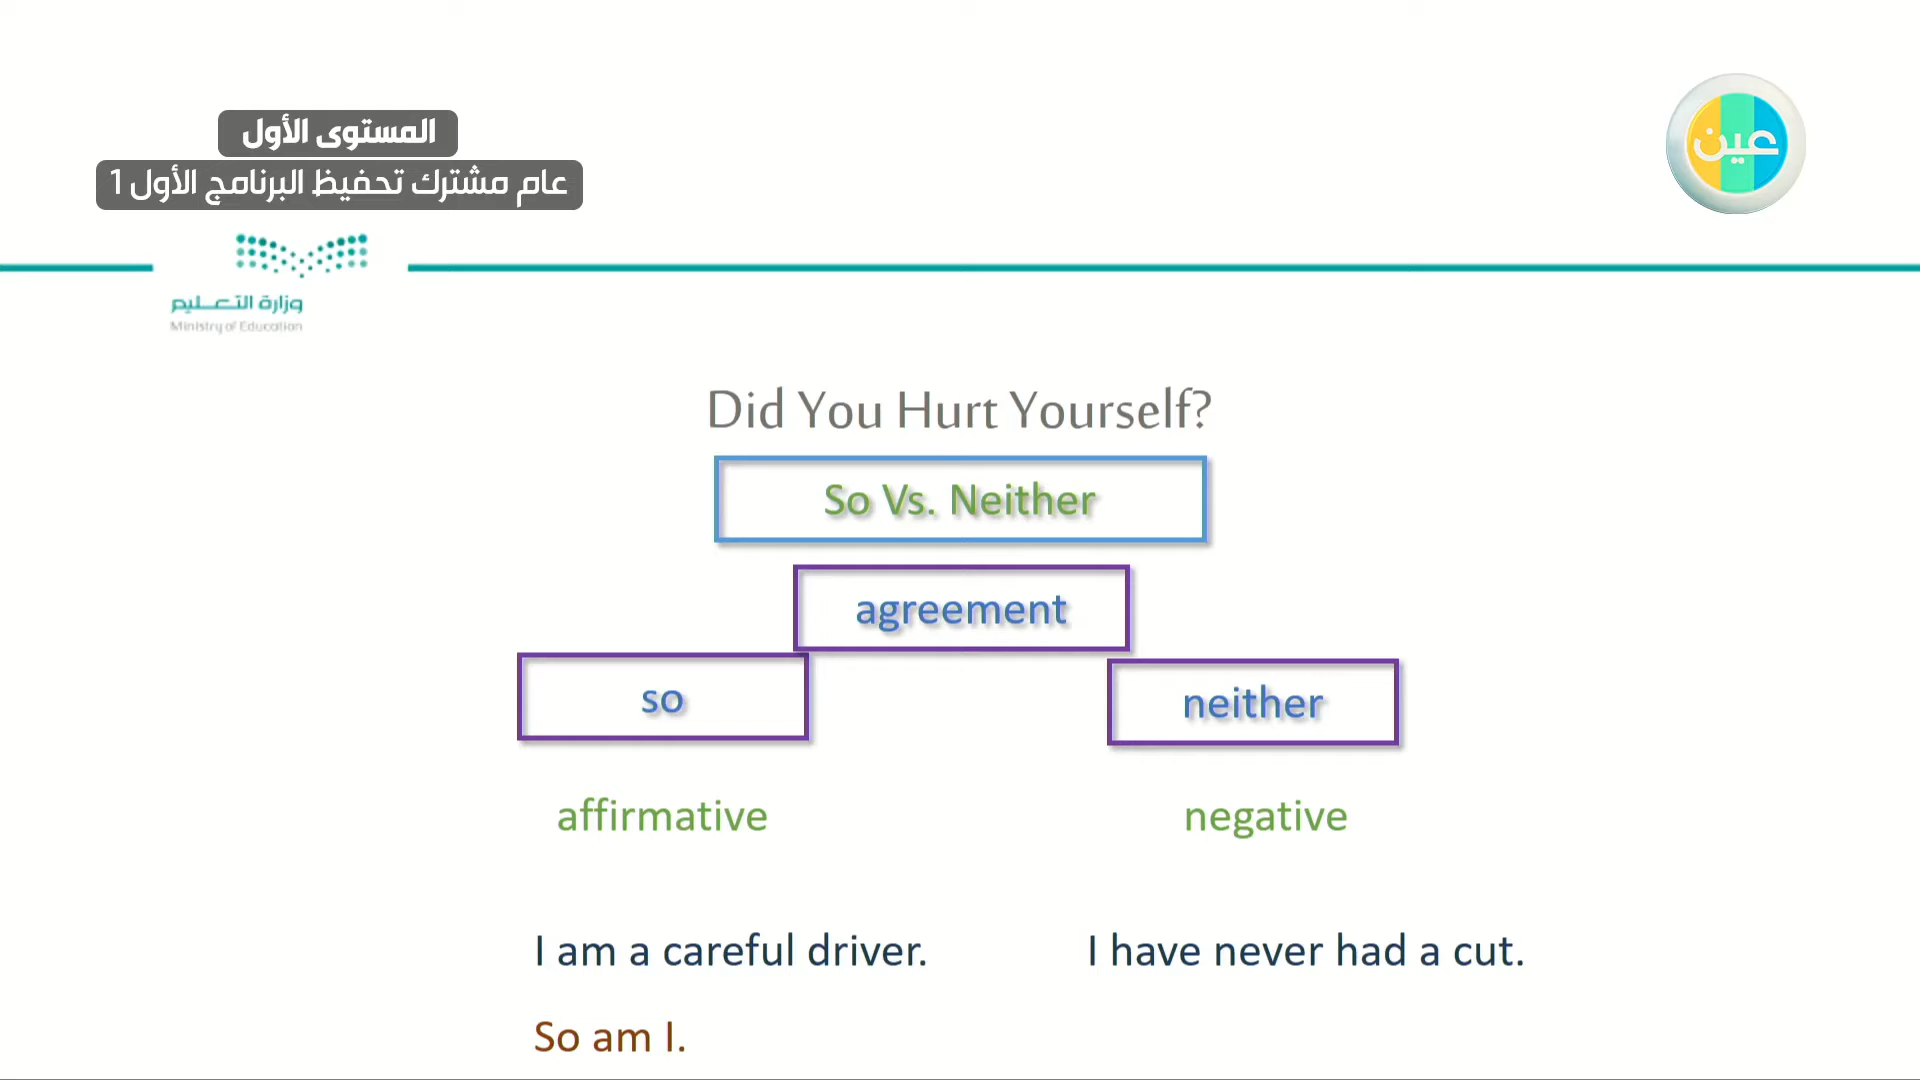 المستوى الأول
عام مشترك تحفيظ البرنامج الأول 1
عين
وزارة التعليم
Ministry of Education
Did You Hurt Yourself?
So Vs. Neither
agreement
so
neither
affirmative
negative
I am a careful driver.
I have never had a cut.
So am I.